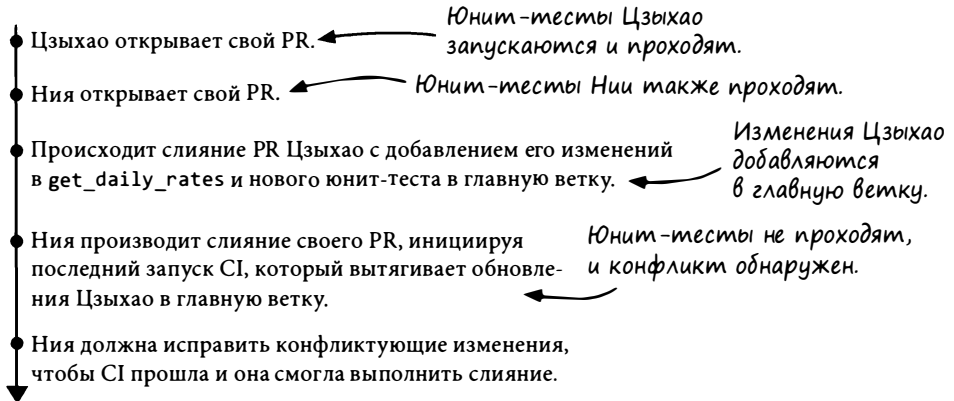 Юнит-тесты Цзыхао
запускаются и проходят.
Цзыхао открывает свой PR.
Юнит-тесты Нии также проходят.
Ния открывает свой PR.
Изменения Цзыхао
добавляются
в главную ветку.
Происходит слияние PR Цзыхао с добавлением его изменений
в get_daily_rates и нового юнит-теста в главную ветку.
Юнит-тесты не проходят,
и конфликт обнаружен.
Ния производит слияние своего PR, инициируя
последний запуск CI, который вытягивает обновле-
ния Цзыхао в главную ветку.
Ния должна исправить конфликтующие изменения,
чтобы CI прошла и она смогла выполнить слияние.